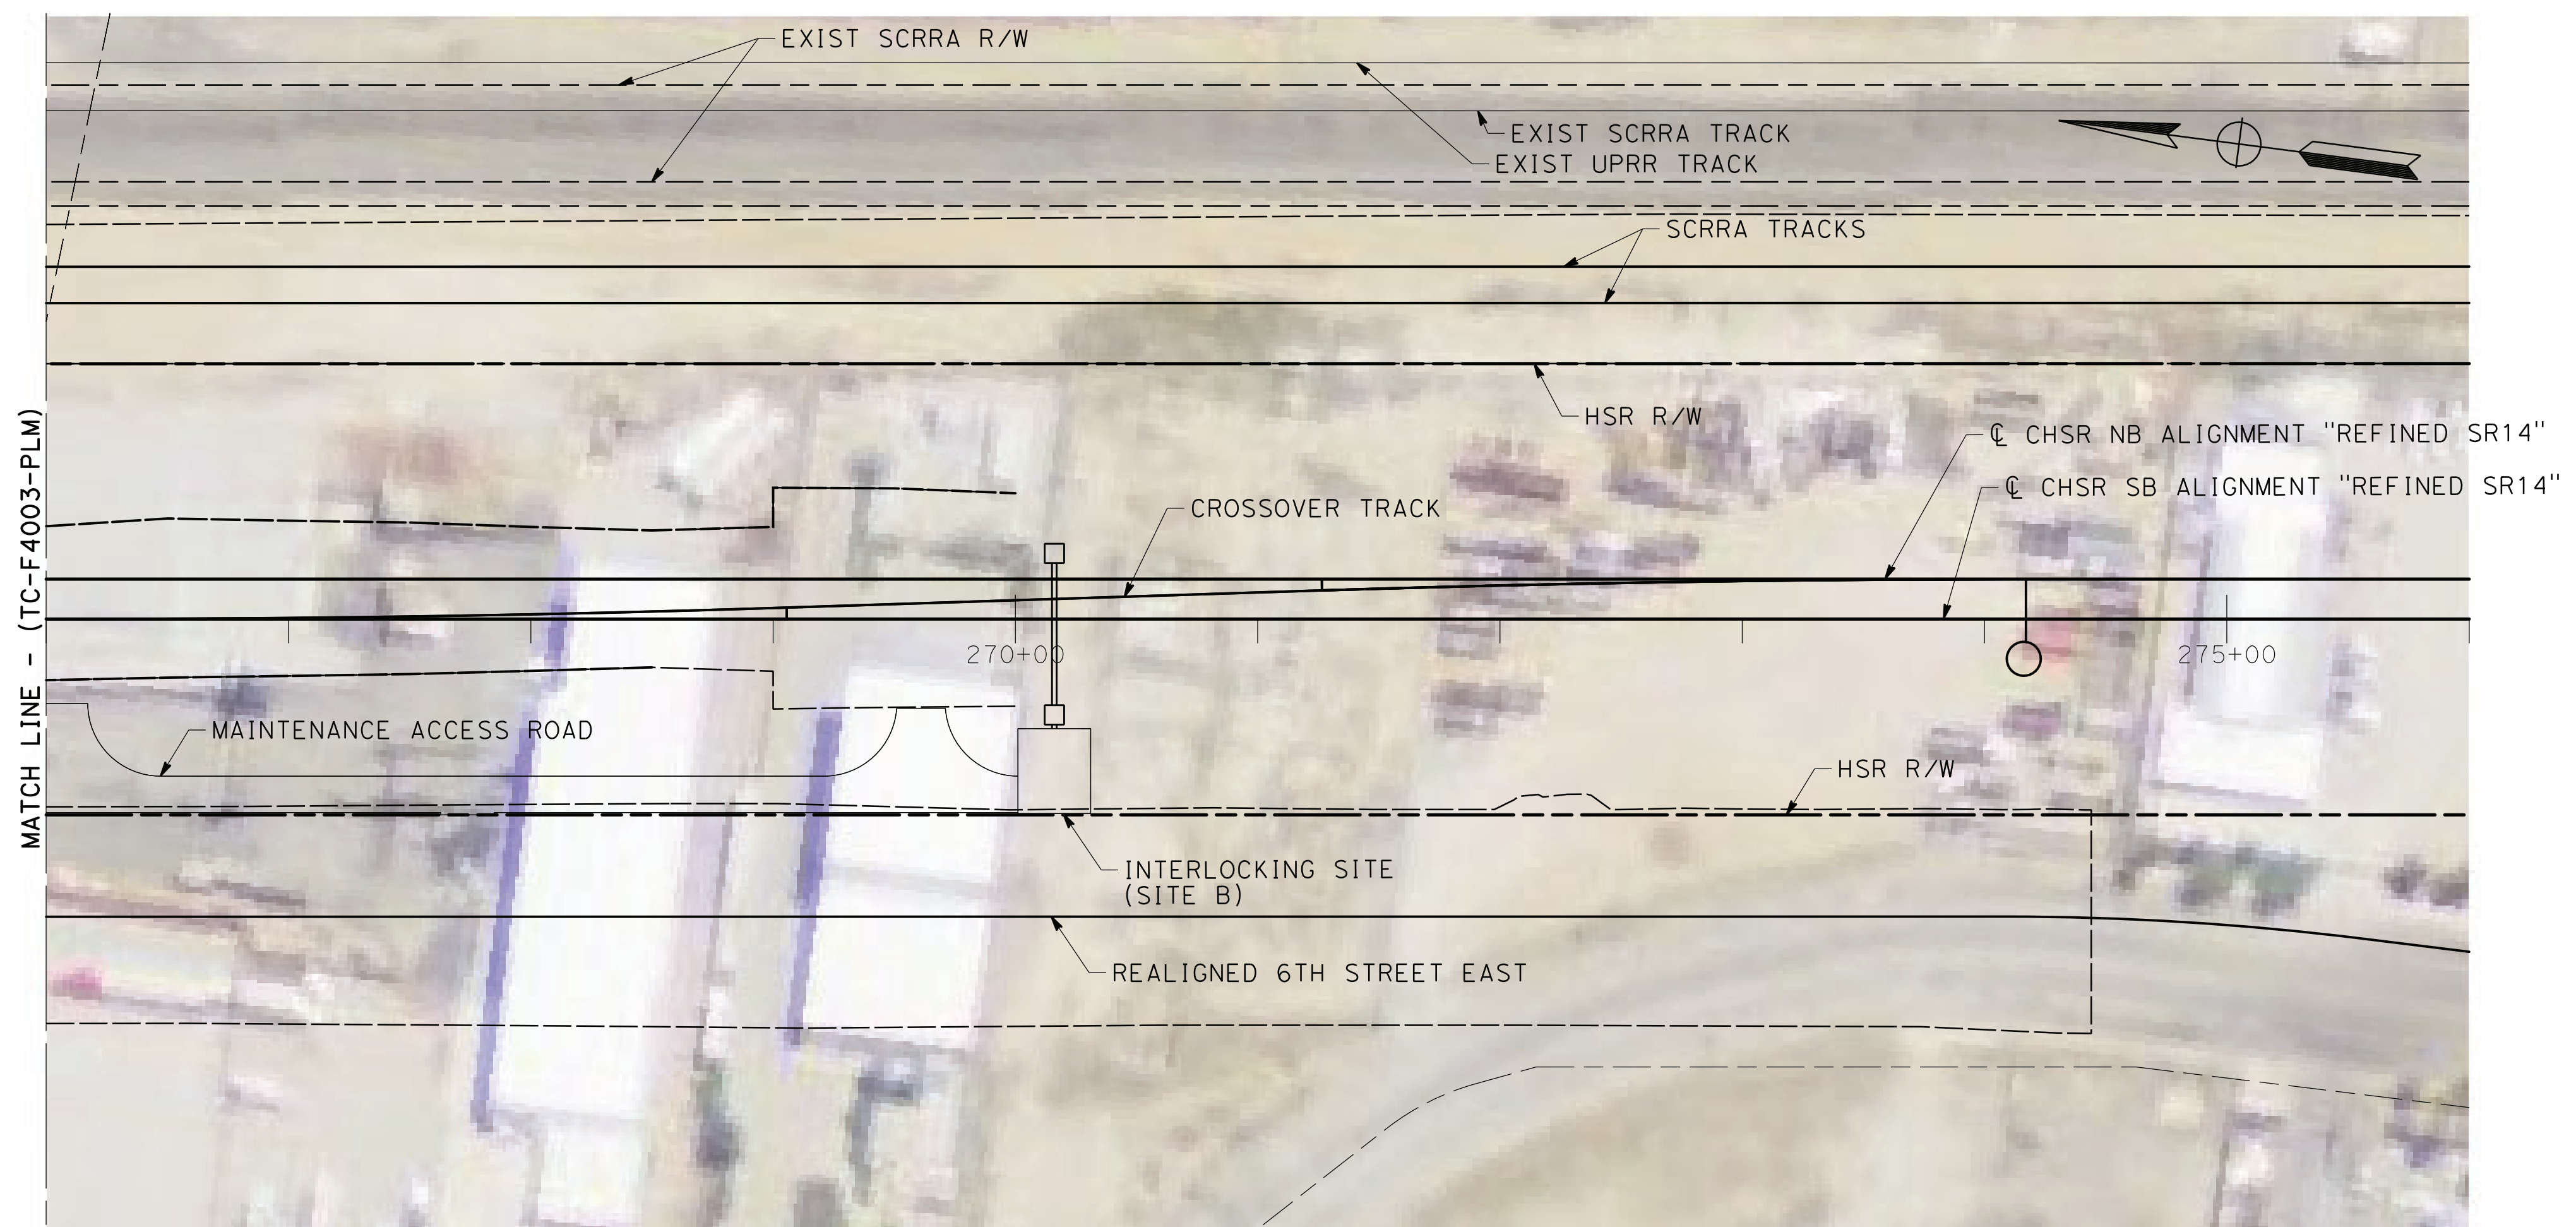 EXIST SCRRA R/W
EXIST SCRRA TRACK
EXIST UPRR TRACK
SCRRA TRACKS
HSR R/W
℄ CHSR NB ALIGNMENT "REFINED SR14"
℄ CHSR SB ALIGNMENT "REFINED SR14"
CROSSOVER TRACK
MATCH LINE - (TC-F4003-PLM)
270+00
275+00
MAINTENANCE ACCESS ROAD
HSR R/W
INTERLOCKING SITE
(SITE B)
REALIGNED 6TH STREET EAST